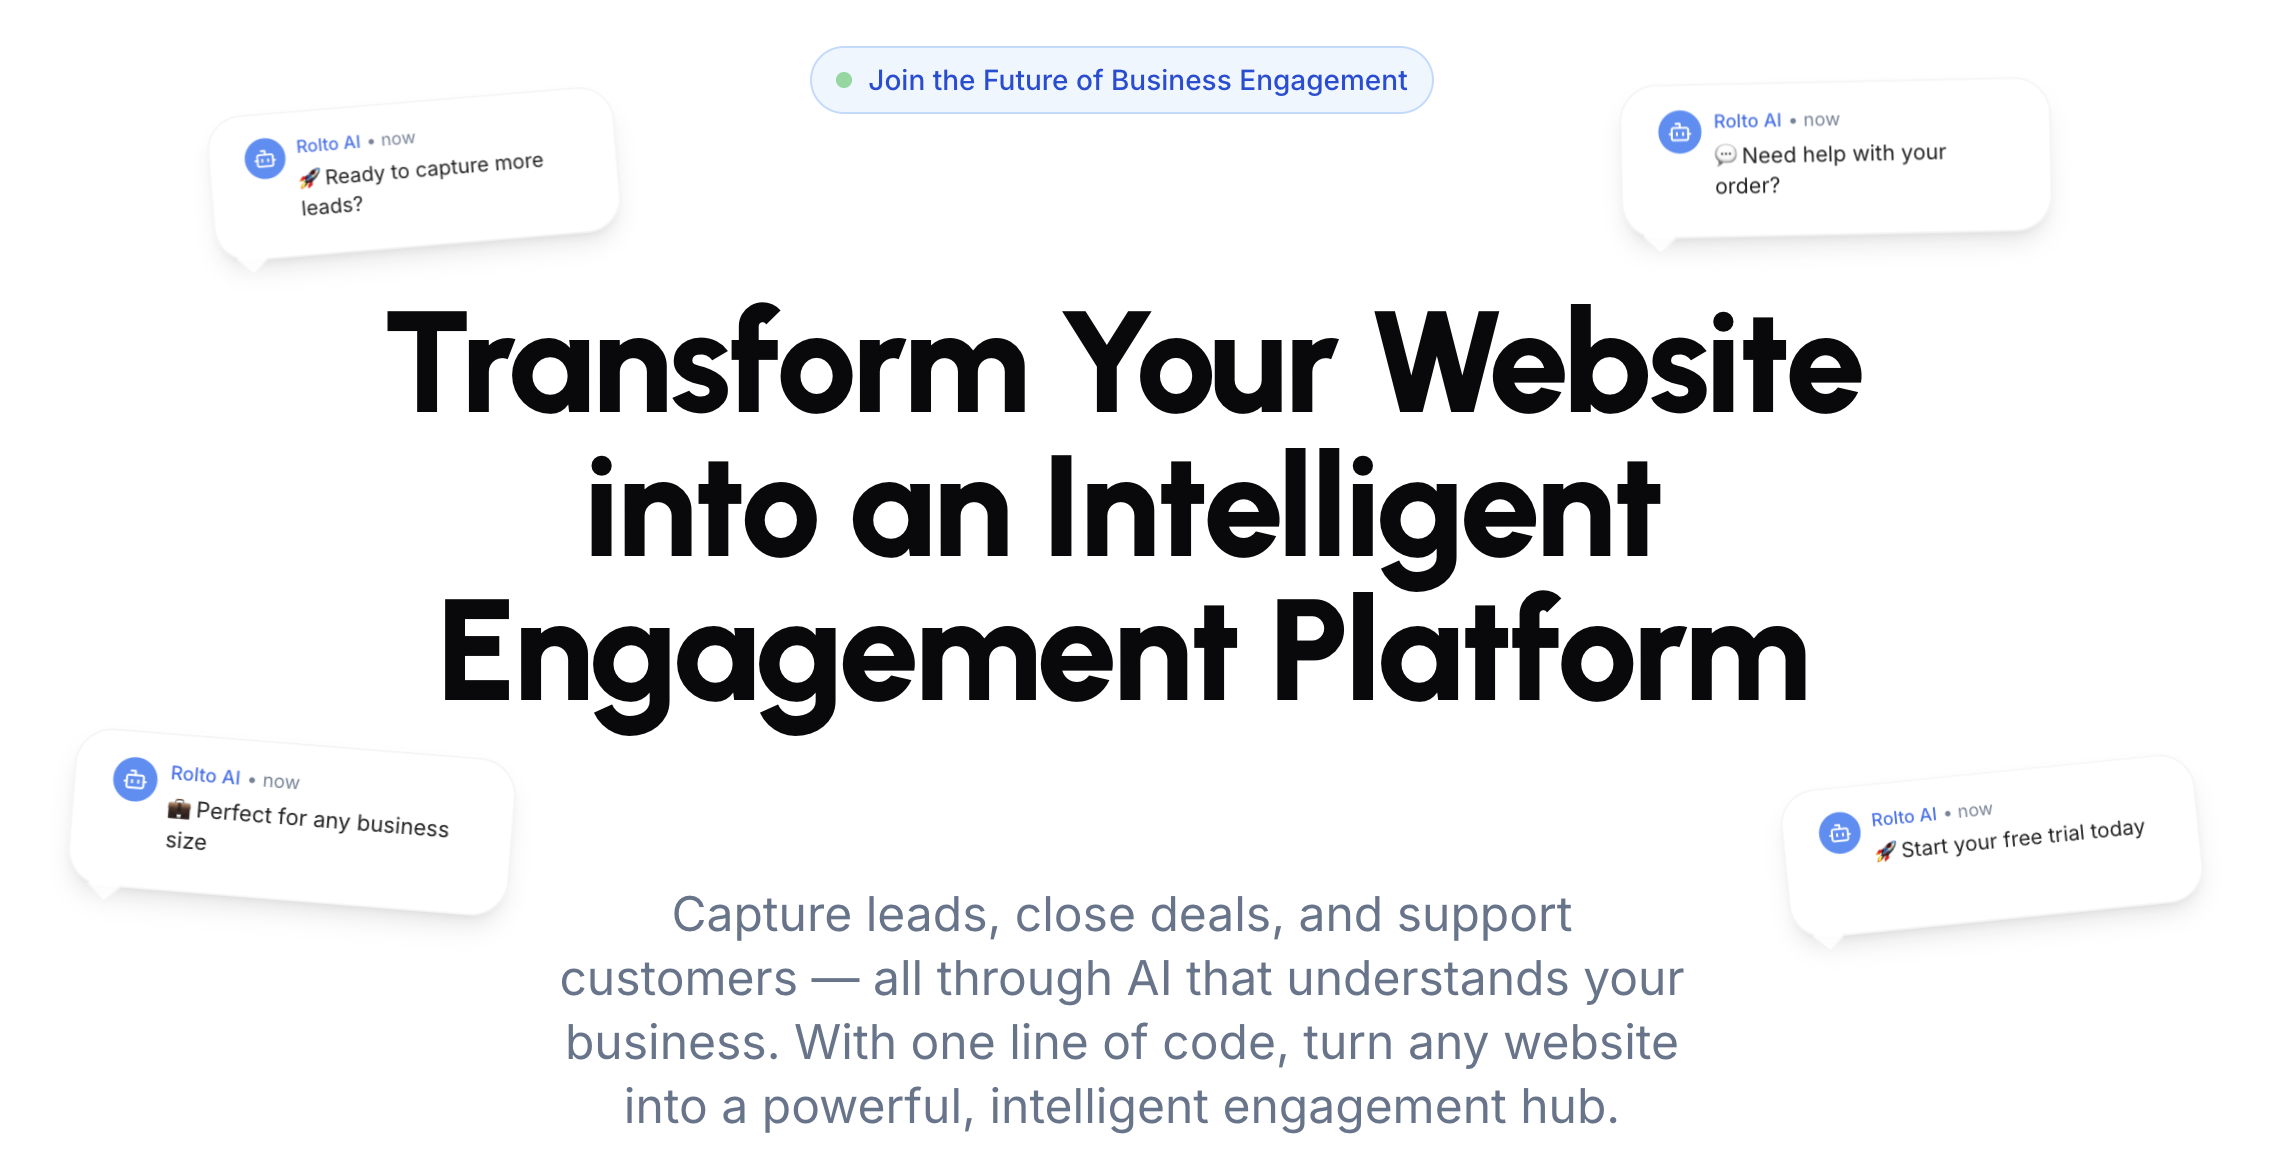 Join the Future of Business Engagement
Rolto AI • now
🚀 Ready to capture more
leads?
Rolto AI • now
💬 Need help with your
order?
Transform Your Website
into an Intelligent
Engagement Platform
Rolto AI • now
💼 Perfect for any business
size
Rolto AI • now
🚀 Start your free trial today
Capture leads, close deals, and support
customers — all through AI that understands your
business. With one line of code, turn any website
into a powerful, intelligent engagement hub.